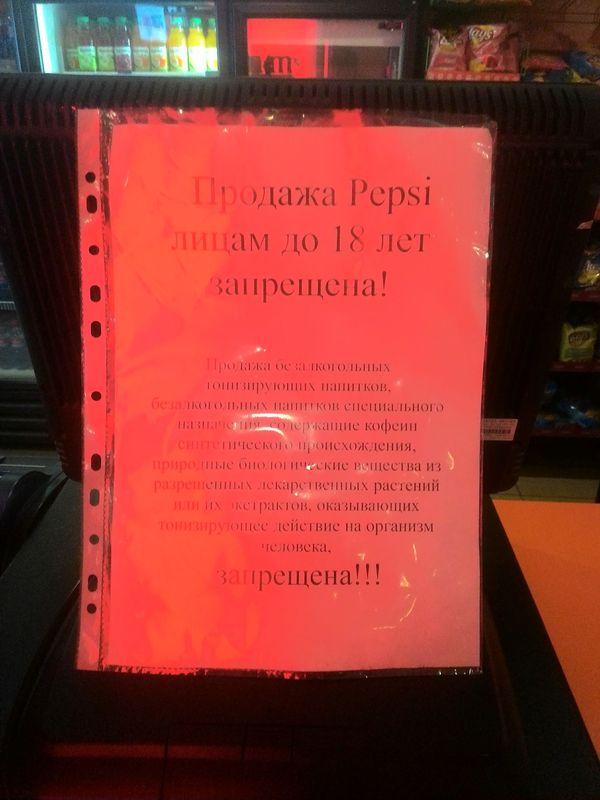 m
Lay's
Продажа Pepsi
лицам до 18 лет
запрещена!
Продажа безалкогольных
тонизирующих напитков,
безалкогольных напитков специального
назначения, содержащие кофеин
синтетического происхождения,
природные биологические вещества из
разрешенных лекарственных растений
или их экстрактов, оказывающих
тонизирующее действие на организм
человека,
запрещена!!!